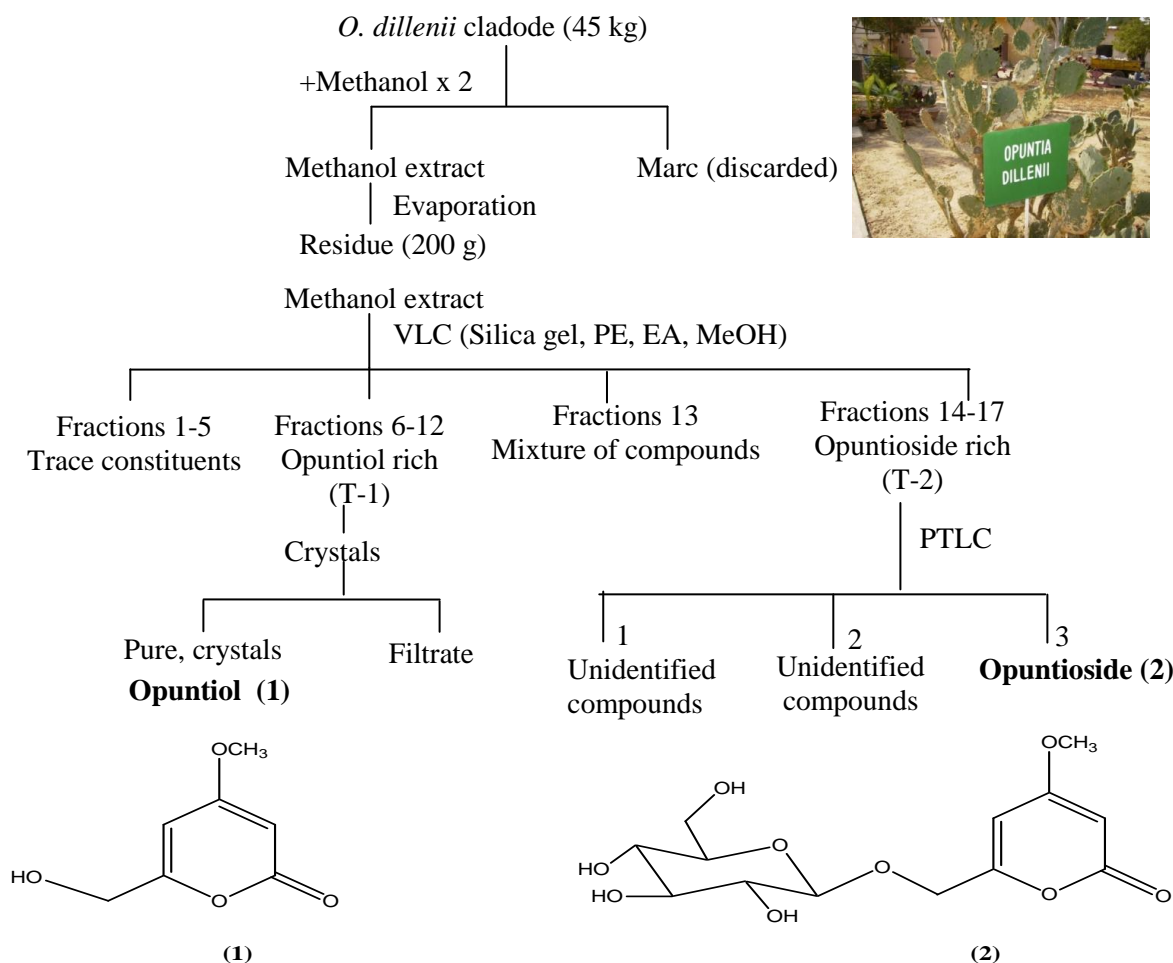 O. dillenii cladode (45 kg)
+Methanol x 2
Methanol extract
Marc (discarded)
Evaporation
Residue (200 g)
OPUNTIA
DILLENII
Methanol extract
VLC (Silica gel, PE, EA, MeOH)
Fractions 1-5
Trace constituents
Fractions 6-12
Opuntiol rich
(T-1)
Fractions 13
Mixture of compounds
Fractions 14-17
Opuntioside rich
(T-2)
Crystals
PTLC
Pure, crystals
Opuntiol (1)
Filtrate
1
Unidentified
compounds
2
Unidentified
compounds
3
Opuntioside (2)
OCH3
HO
O
O
(1)
OH
HO
HO
O
OH
O
OCH3
O
O
(2)